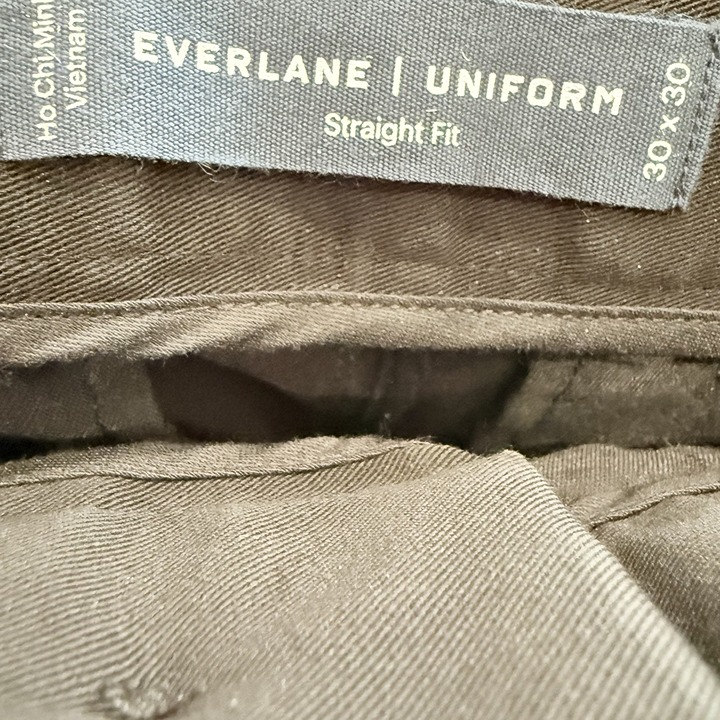 Ho Chi Minh
Vietnam
EVERLANE | UNIFORM
Straight Fit
30 x 30